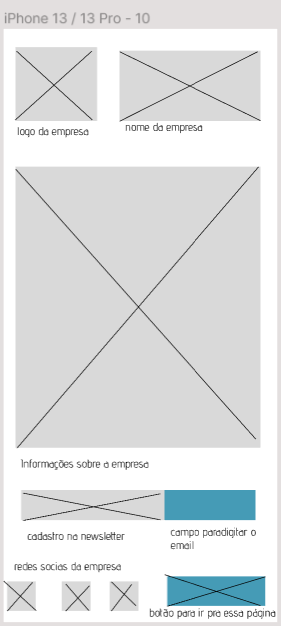 iPhone 13 / 13 Pro - 10
logo da empresa
nome da empresa
Informações sobre a empresa
cadastro na newsletter
campo paradigitar o
email
redes socias da empresa
botão para ir pra essa página